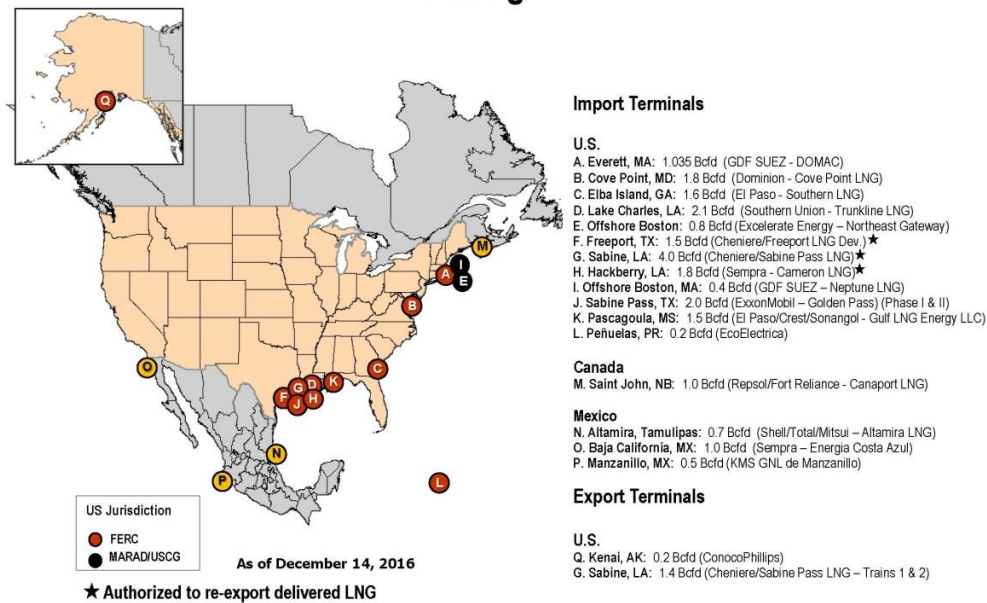 Import Terminals
U.S.
A. Everett, MA: 1.035 Bcfd (GDF SUEZ - DOMAC)
B. Cove Point, MD: 1.8 Bcfd (Dominion - Cove Point LNG)
C. Elba Island, GA: 1.6 Bcfd (El Paso - Southern LNG)
D. Lake Charles, LA: 2.1 Bcfd (Southern Union - Trunkline LNG)
E. Offshore Boston: 0.8 Bcfd (Excelerate Energy – Northeast Gateway)
F. Freeport, TX: 1.5 Bcfd (Cheniere/Freeport LNG Dev.)★
G. Sabine, LA: 4.0 Bcfd (Cheniere/Sabine Pass LNG)★
H. Hackberry, LA: 1.8 Bcfd (Sempra - Cameron LNG)★
I. Offshore Boston, MA: 0.4 Bcfd (GDF SUEZ – Neptune LNG)
J. Sabine Pass, TX: 2.0 Bcfd (ExxonMobil – Golden Pass) (Phase I & II)
K. Pascagoula, MS: 1.5 Bcfd (El Paso/Crest/Sonangol - Gulf LNG Energy LLC)
L. Peñuelas, PR: 0.2 Bcfd (EcoElectrica)
Canada
M. Saint John, NB: 1.0 Bcfd (Repsol/Fort Reliance - Canaport LNG)
Mexico
N. Altamira, Tamulipas: 0.7 Bcfd (Shell/Total/Mitsui – Altamira LNG)
O. Baja California, MX: 1.0 Bcfd (Sempra – Energia Costa Azul)
P. Manzanillo, MX: 0.5 Bcfd (KMS GNL de Manzanillo)
Export Terminals
U.S.
Q. Kenai, AK: 0.2 Bcfd (ConocoPhillips)
G. Sabine, LA: 1.4 Bcfd (Cheniere/Sabine Pass LNG – Trains 1 & 2)
Q
M
I
A
E
B
O
C
G
D
K
F
J
H
N
P
L
US Jurisdiction
FERC
MARAD/USCG
As of December 14, 2016
★ Authorized to re-export delivered LNG